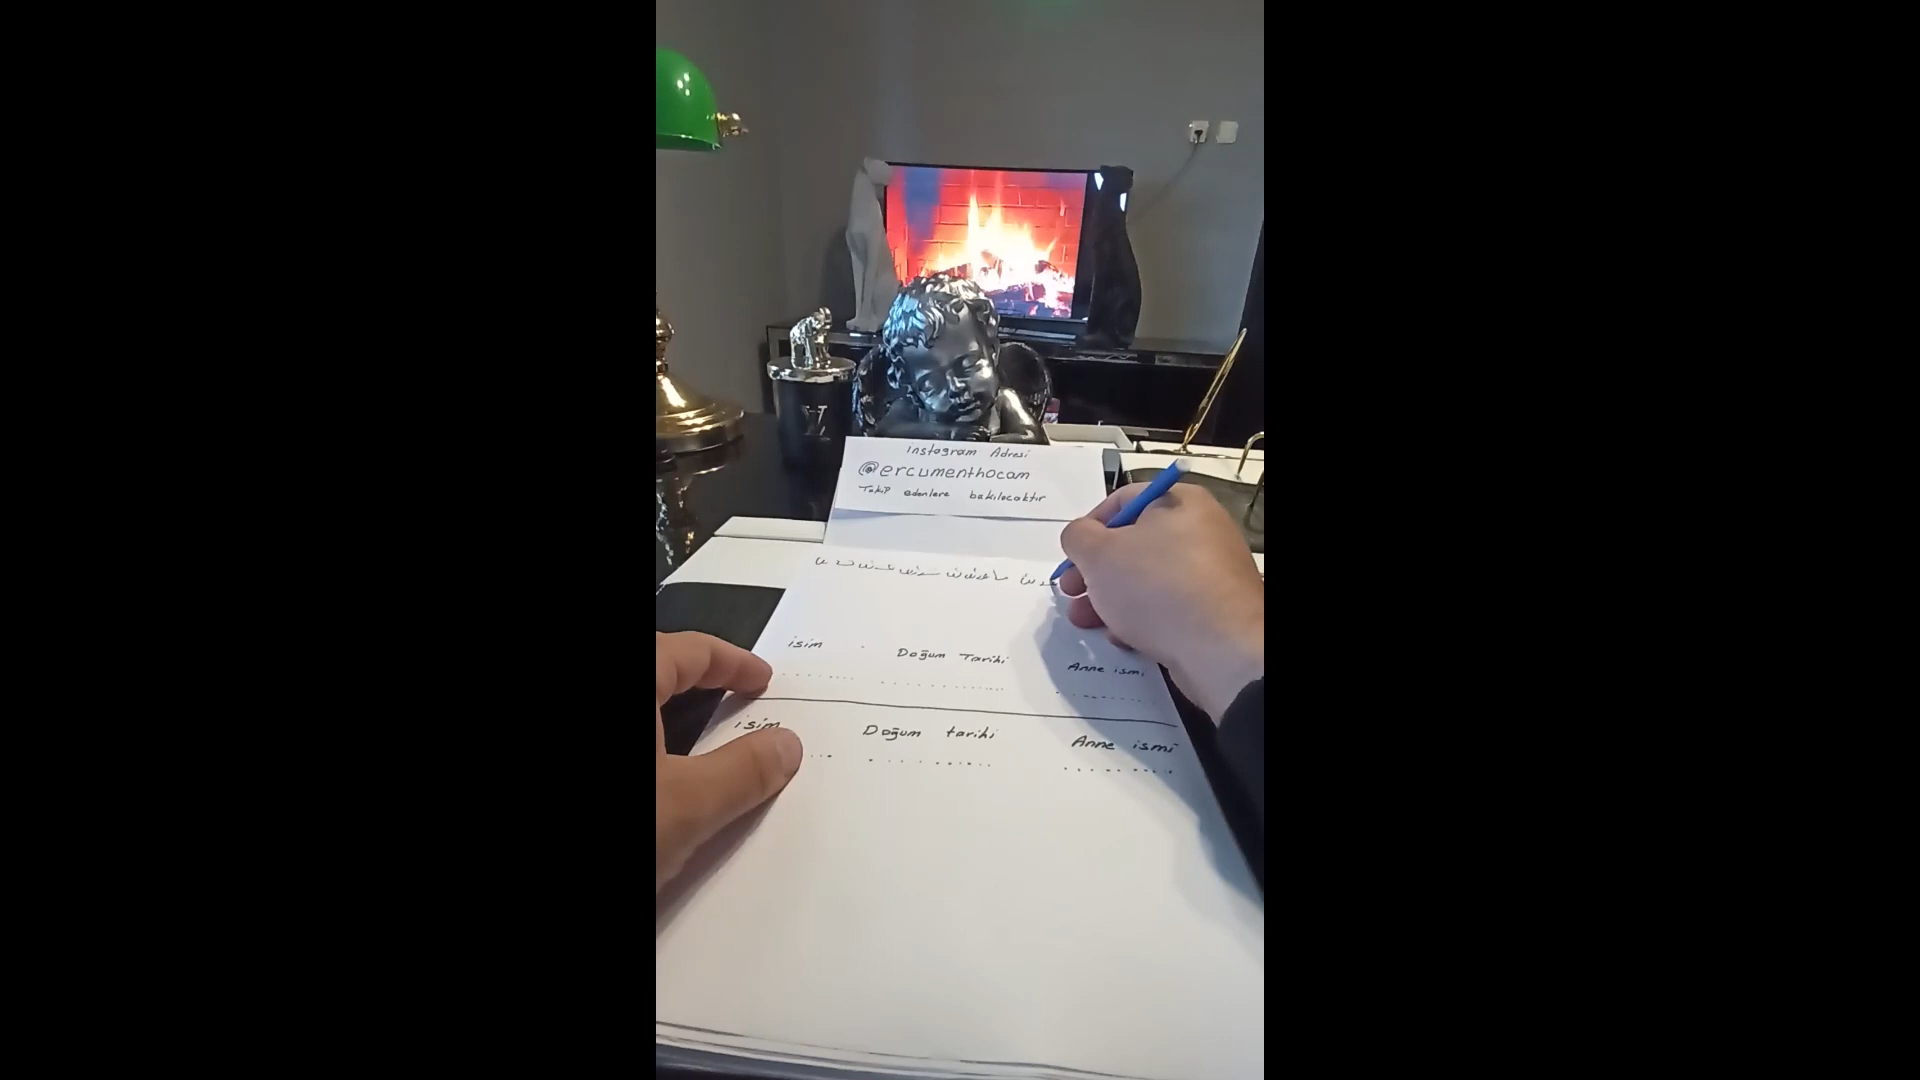 instagram Adresi
@ercumenthocam
Takip edenlere bakılacaktır
isim Doğum Tarihi Anne ismi
isim Doğum tarihi Anne ismi